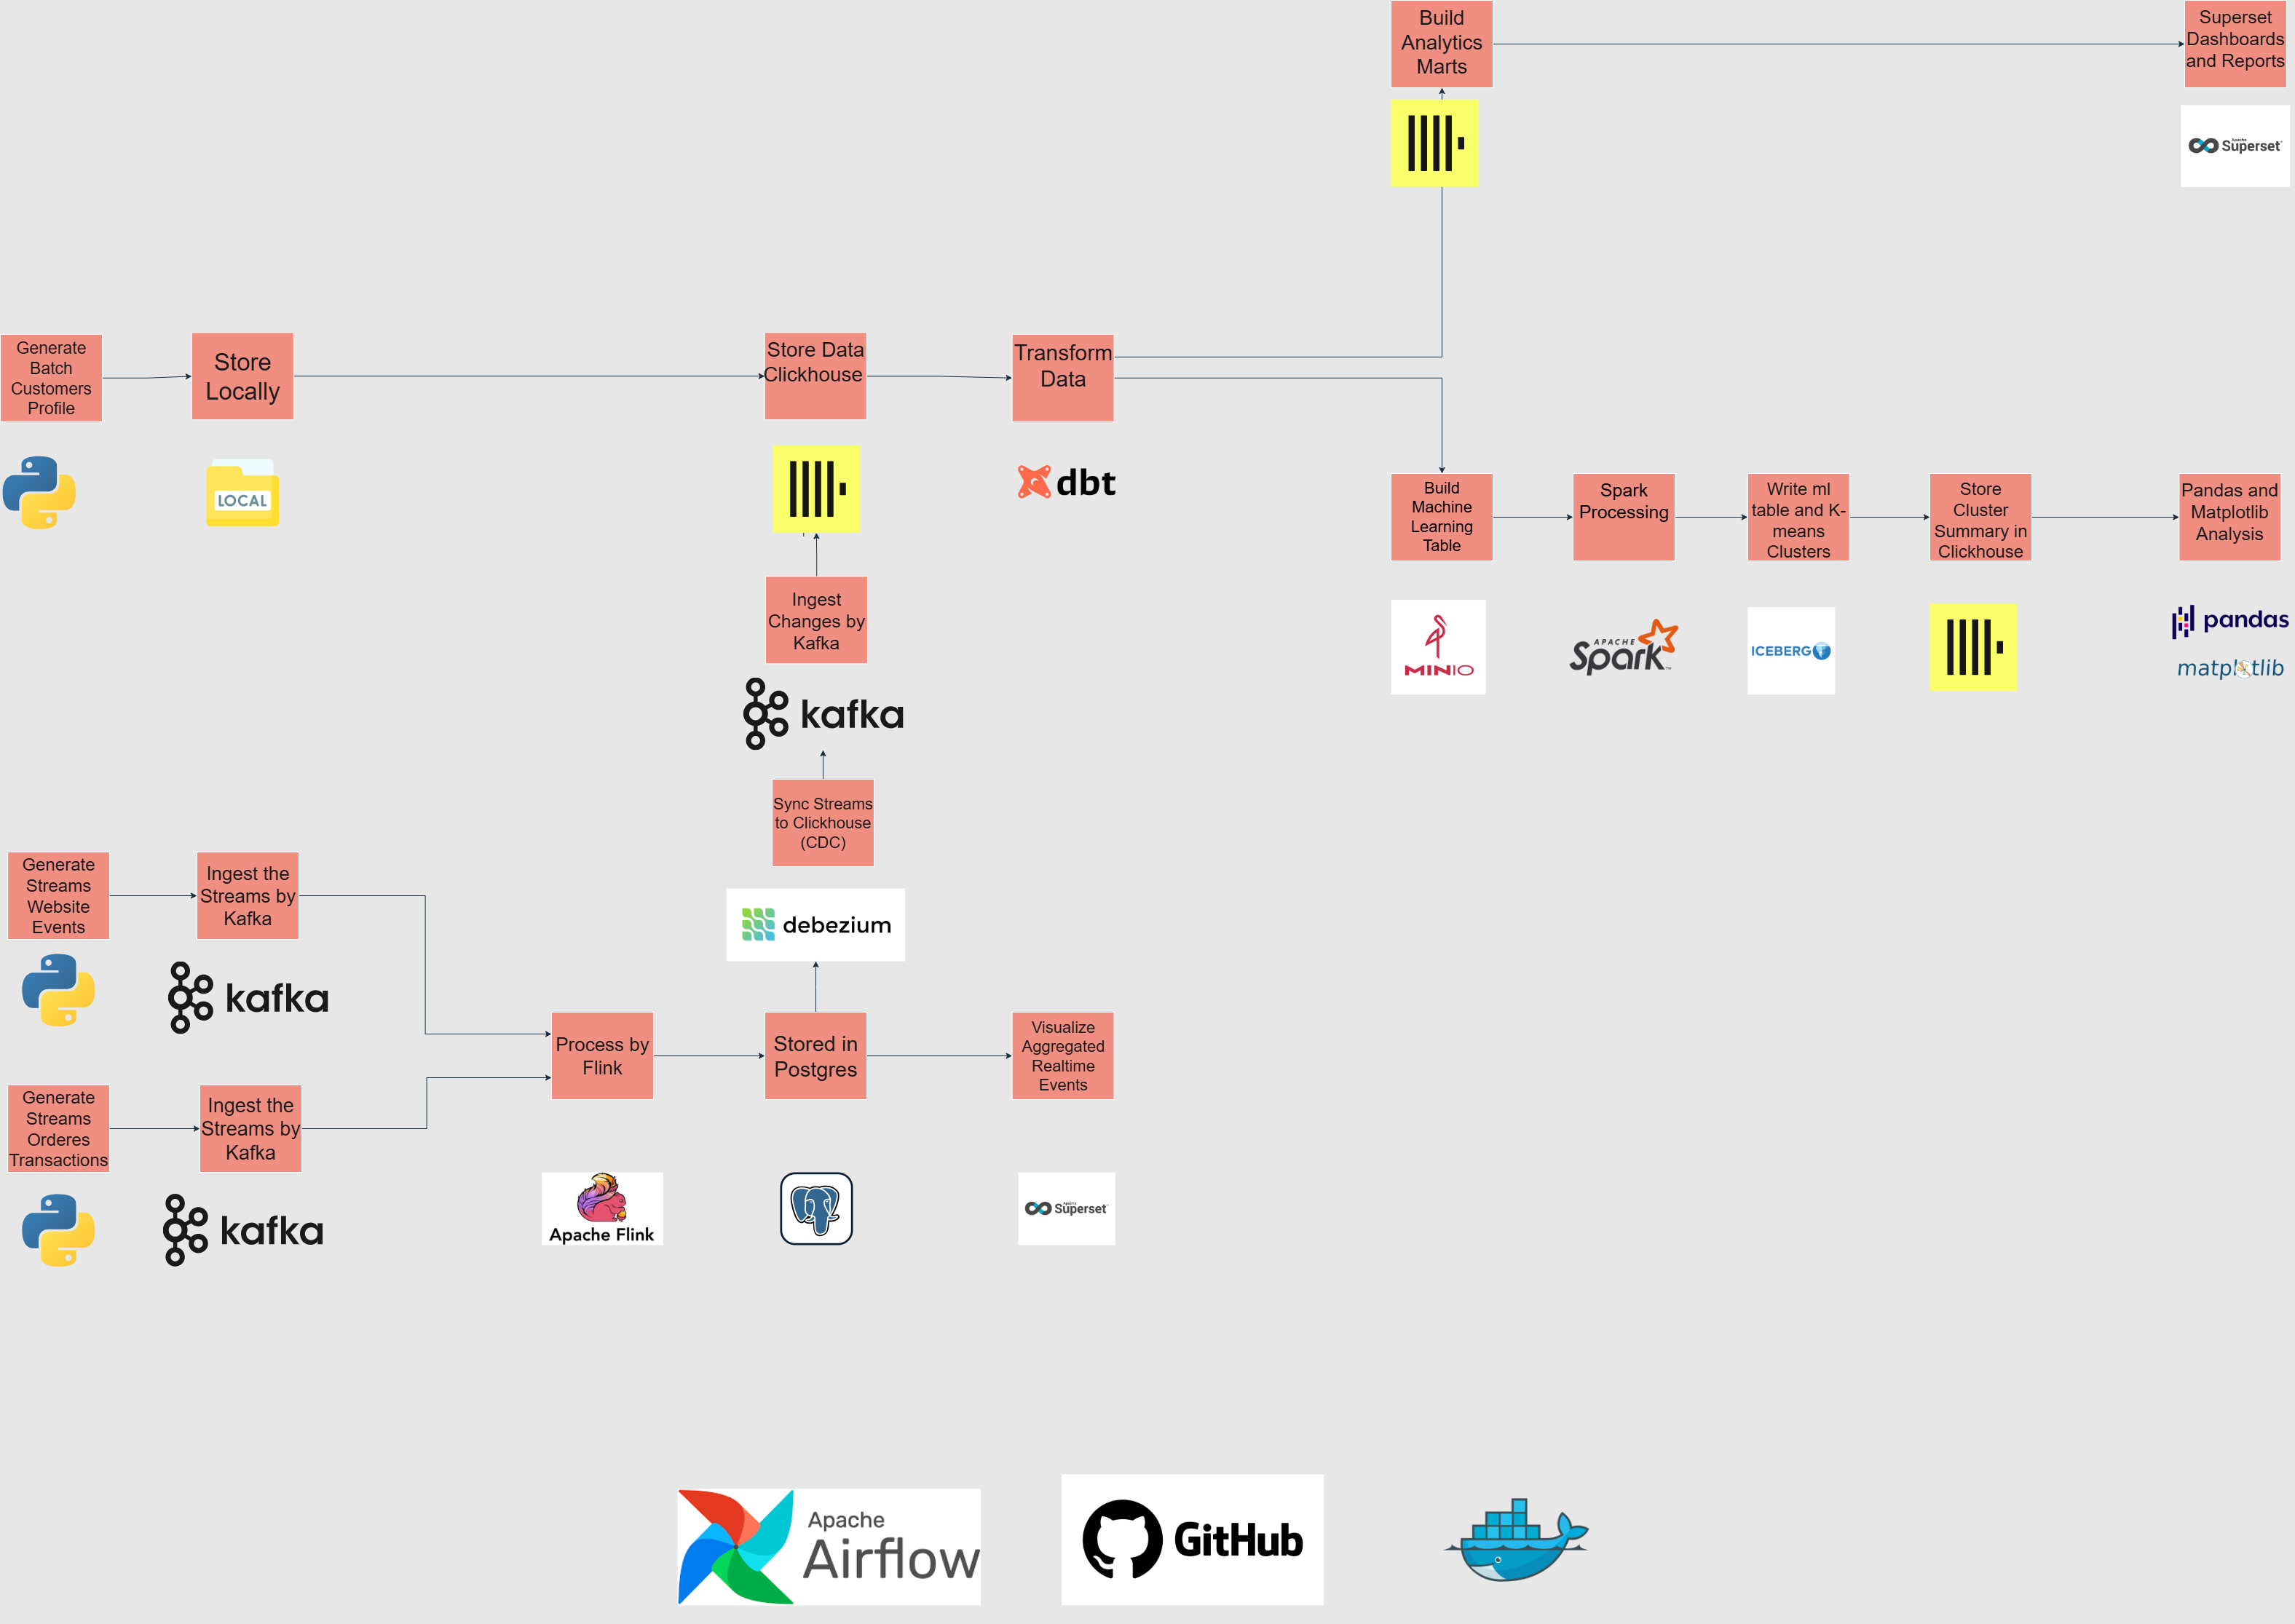 Build
Analytics
Marts
Superset
Dashboards
and Reports
Apache
Superset
Generate
Batch
Customers
Profile
Store
Locally
Store Data
Clickhouse
Transform
Data
LOCAL
dbt
Build
Machine
Learning
Table
Spark
Processing
Write ml
table and K-
means
Clusters
Store
Cluster
Summary in
Clickhouse
Pandas and
Matplotlib
Analysis
MINIO
APACHE
Spark
TM
ICEBERG
pandas
matplotlib
Ingest
Changes by
Kafka
kafka
Sync Streams
to Clickhouse
(CDC)
debezium
Generate
Streams
Website
Events
Ingest the
Streams by
Kafka
kafka
Process by
Flink
Stored in
Postgres
Visualize
Aggregated
Realtime
Events
Generate
Streams
Orderes
Transactions
Ingest the
Streams by
Kafka
kafka
Apache Flink
Apache
Superset
Apache
Airflow
GitHub